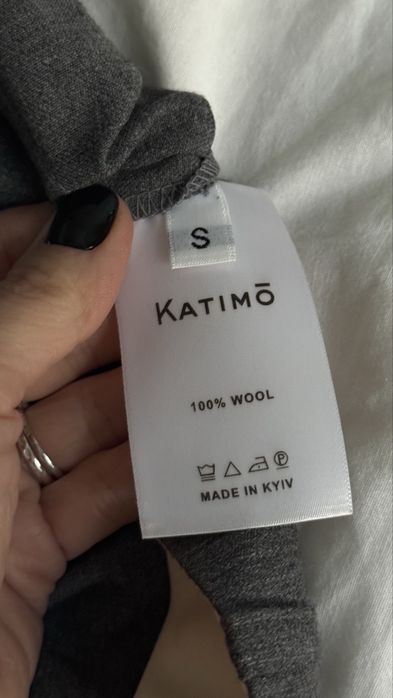 S
KATIMŌ
100% WOOL
P
MADE IN KYIV